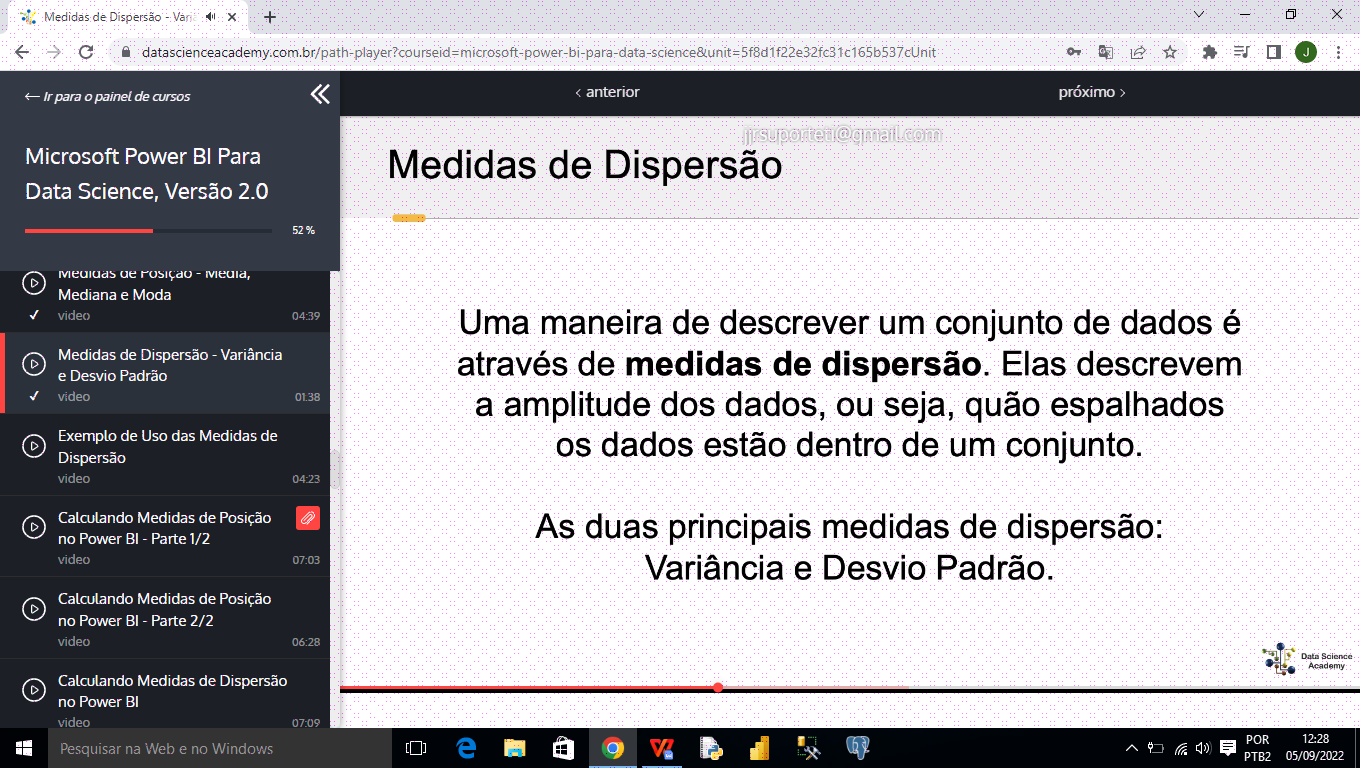 Medidas de Dispersão - Vari
datascienceacademy.com.br/path-player?courseid=microsoft-power-bi-para-data-science&unit=5f8d1f22e32fc31c165b537cUnit
J
← Ir para o painel de cursos
‹ anterior
próximo ›
Microsoft Power BI Para
Data Science, Versão 2.0
52 %
Medidas de Posição - Média,
Mediana e Moda
video
04:39
Medidas de Dispersão - Variância
e Desvio Padrão
video
01:38
Exemplo de Uso das Medidas de
Dispersão
video
04:23
Calculando Medidas de Posição
no Power BI - Parte 1/2
video
07:03
Calculando Medidas de Posição
no Power BI - Parte 2/2
video
06:28
Calculando Medidas de Dispersão
no Power BI
video
07:09
jjrsuporteti@gmail.com
Medidas de Dispersão
Uma maneira de descrever um conjunto de dados é
através de medidas de dispersão. Elas descrevem
a amplitude dos dados, ou seja, quão espalhados
os dados estão dentro de um conjunto.
As duas principais medidas de dispersão:
Variância e Desvio Padrão.
Data Science
Academy
Pesquisar na Web e no Windows
POR
PTB2
12:28
05/09/2022